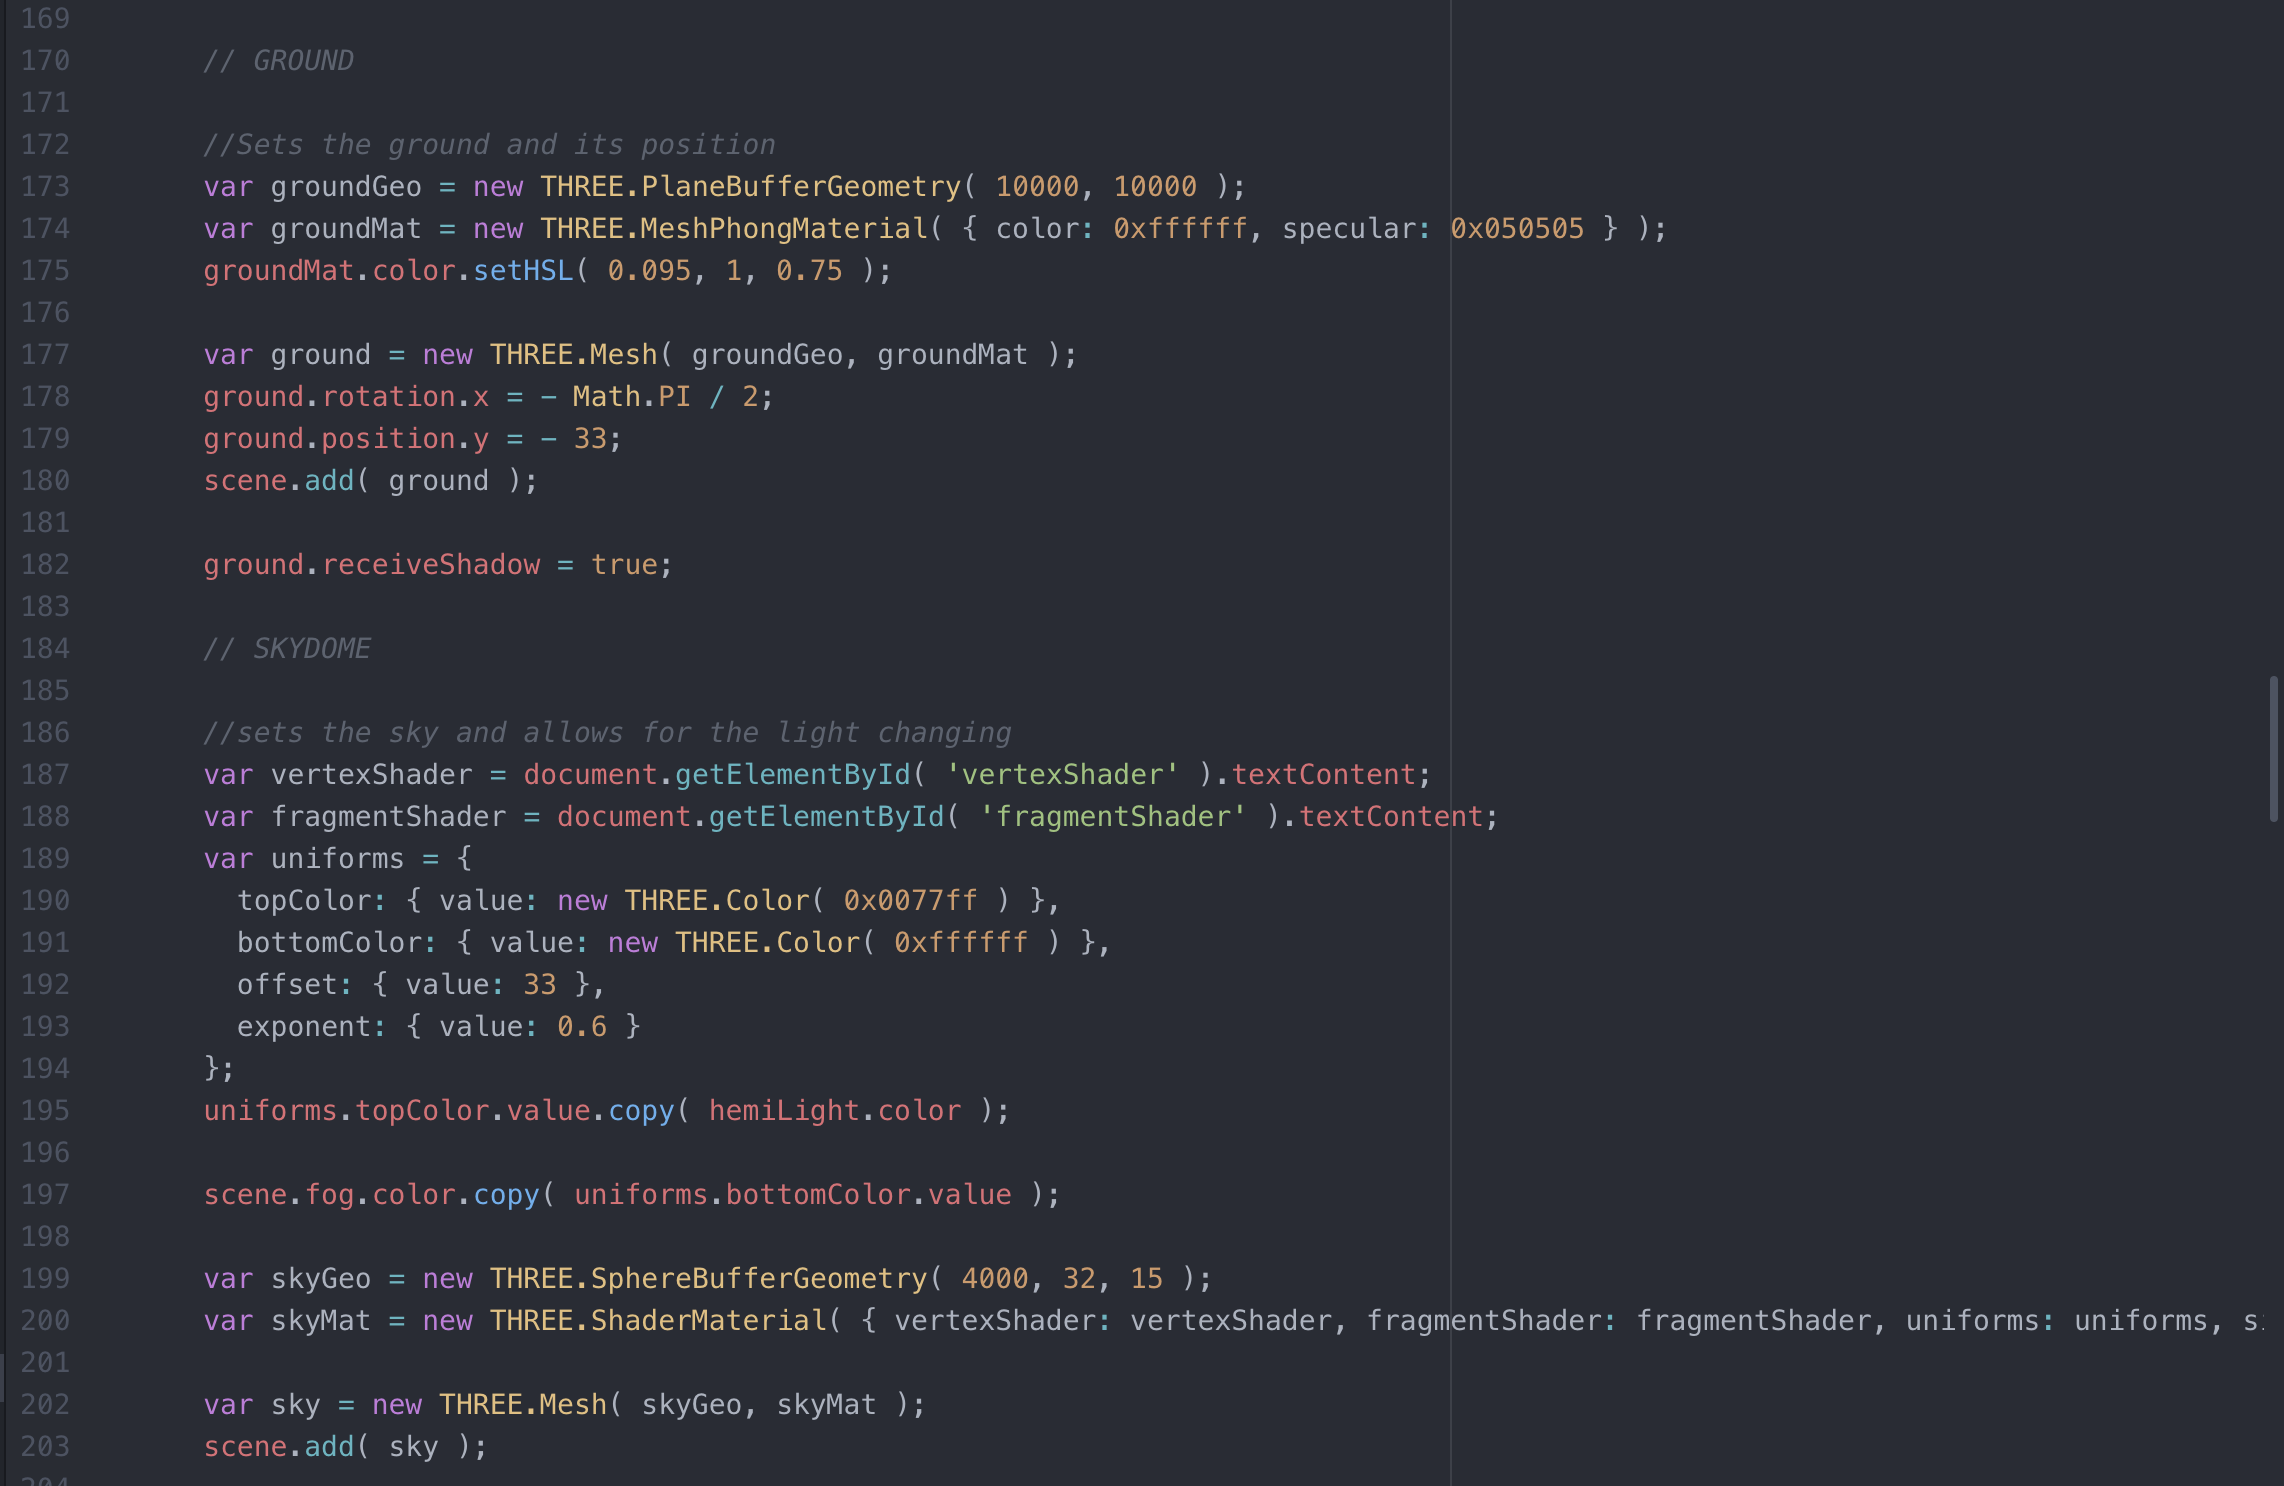 169
170 // GROUND
171
172 //Sets the ground and its position
173 var groundGeo = new THREE.PlaneBufferGeometry( 10000, 10000 );
174 var groundMat = new THREE.MeshPhongMaterial( { color: 0xffffff, specular: 0x050505 } );
175 groundMat.color.setHSL( 0.095, 1, 0.75 );
176
177 var ground = new THREE.Mesh( groundGeo, groundMat );
178 ground.rotation.x = - Math.PI / 2;
179 ground.position.y = - 33;
180 scene.add( ground );
181
182 ground.receiveShadow = true;
183
184 // SKYDOME
185
186 //sets the sky and allows for the light changing
187 var vertexShader = document.getElementById( 'vertexShader' ).textContent;
188 var fragmentShader = document.getElementById( 'fragmentShader' ).textContent;
189 var uniforms = {
190 topColor: { value: new THREE.Color( 0x0077ff ) },
191 bottomColor: { value: new THREE.Color( 0xffffff ) },
192 offset: { value: 33 },
193 exponent: { value: 0.6 }
194 };
195 uniforms.topColor.value.copy( hemiLight.color );
196
197 scene.fog.color.copy( uniforms.bottomColor.value );
198
199 var skyGeo = new THREE.SphereBufferGeometry( 4000, 32, 15 );
200 var skyMat = new THREE.ShaderMaterial( { vertexShader: vertexShader, fragmentShader: fragmentShader, uniforms: uniforms,
201
202 var sky = new THREE.Mesh( skyGeo, skyMat );
203 scene.add( sky );